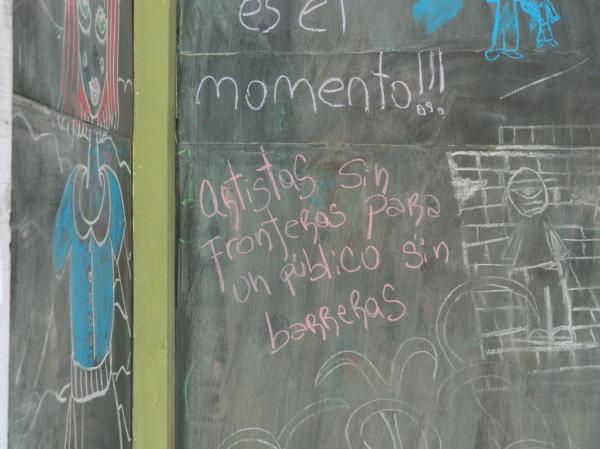 es el
momento!!!
artistas sin
fronteras para
un público sin
barreras